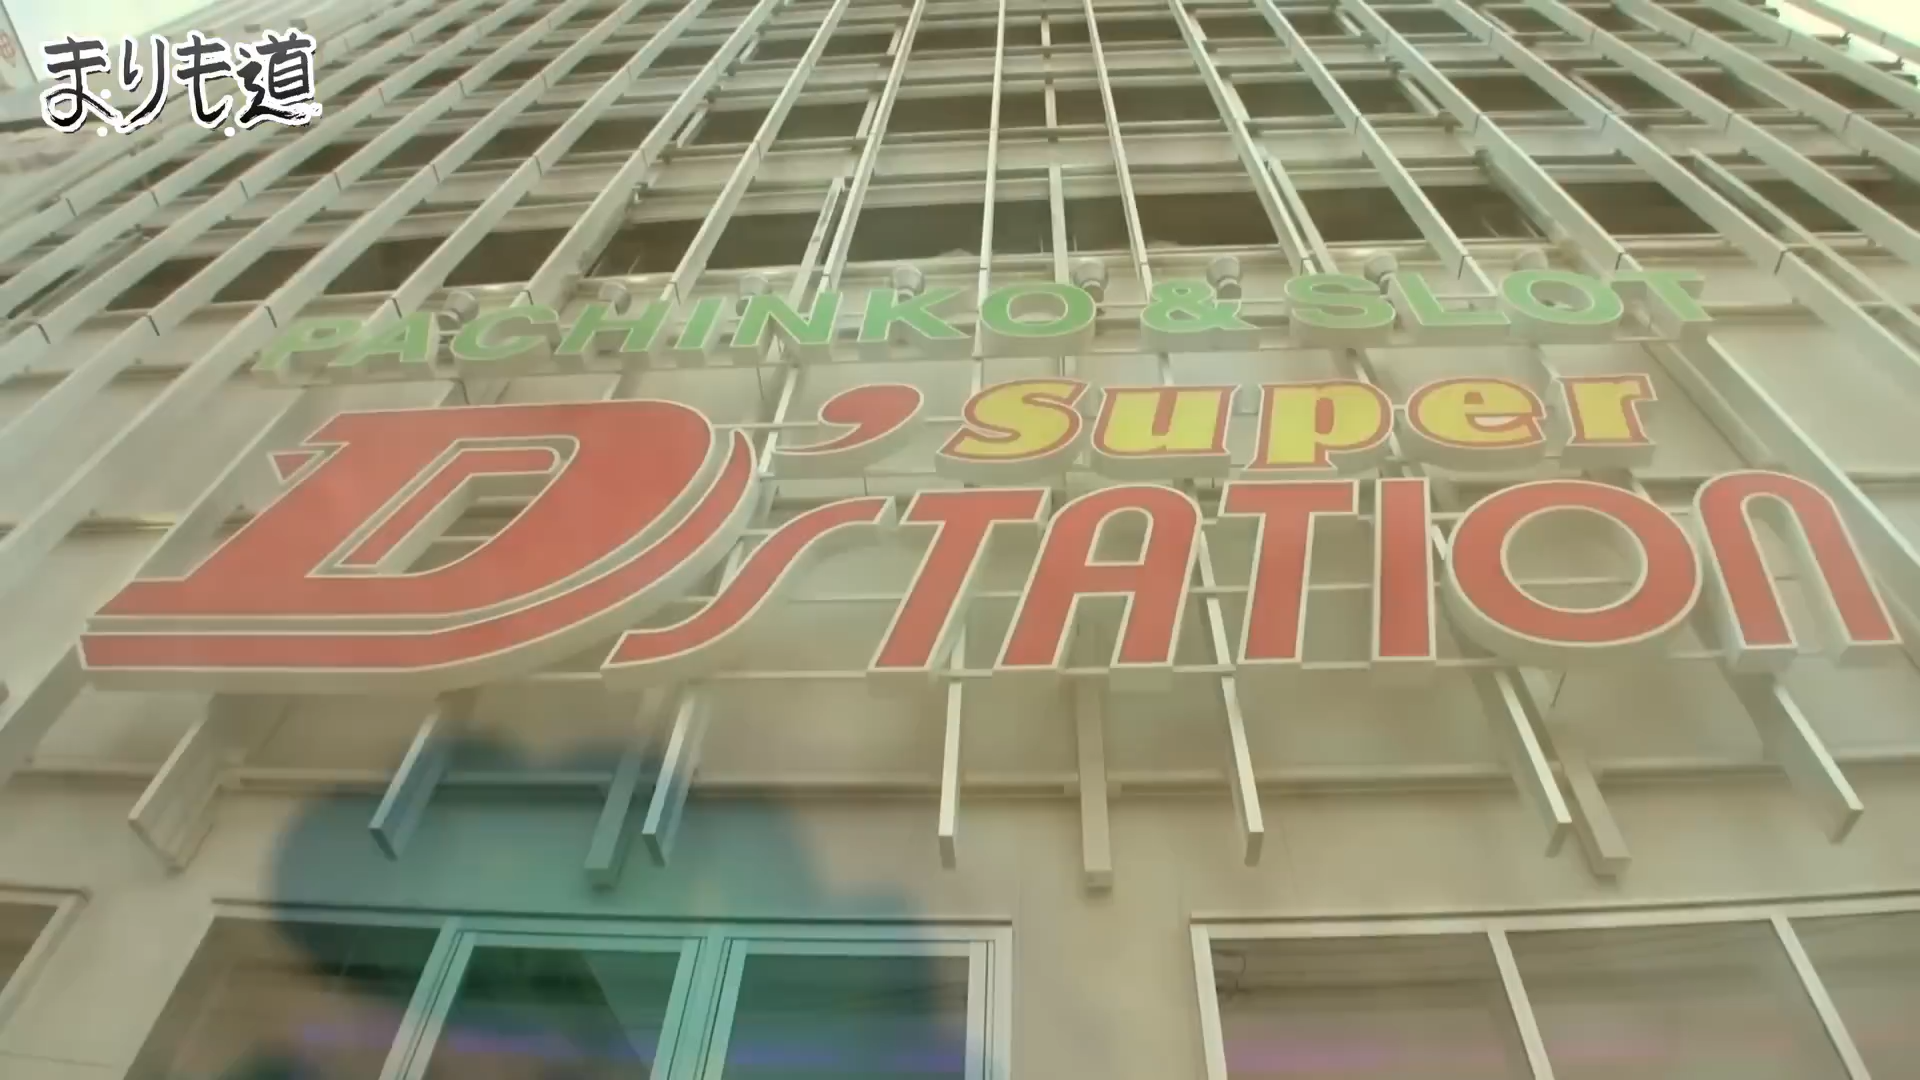 まりも道
PACHINKO & SLOT
D'super
STATION